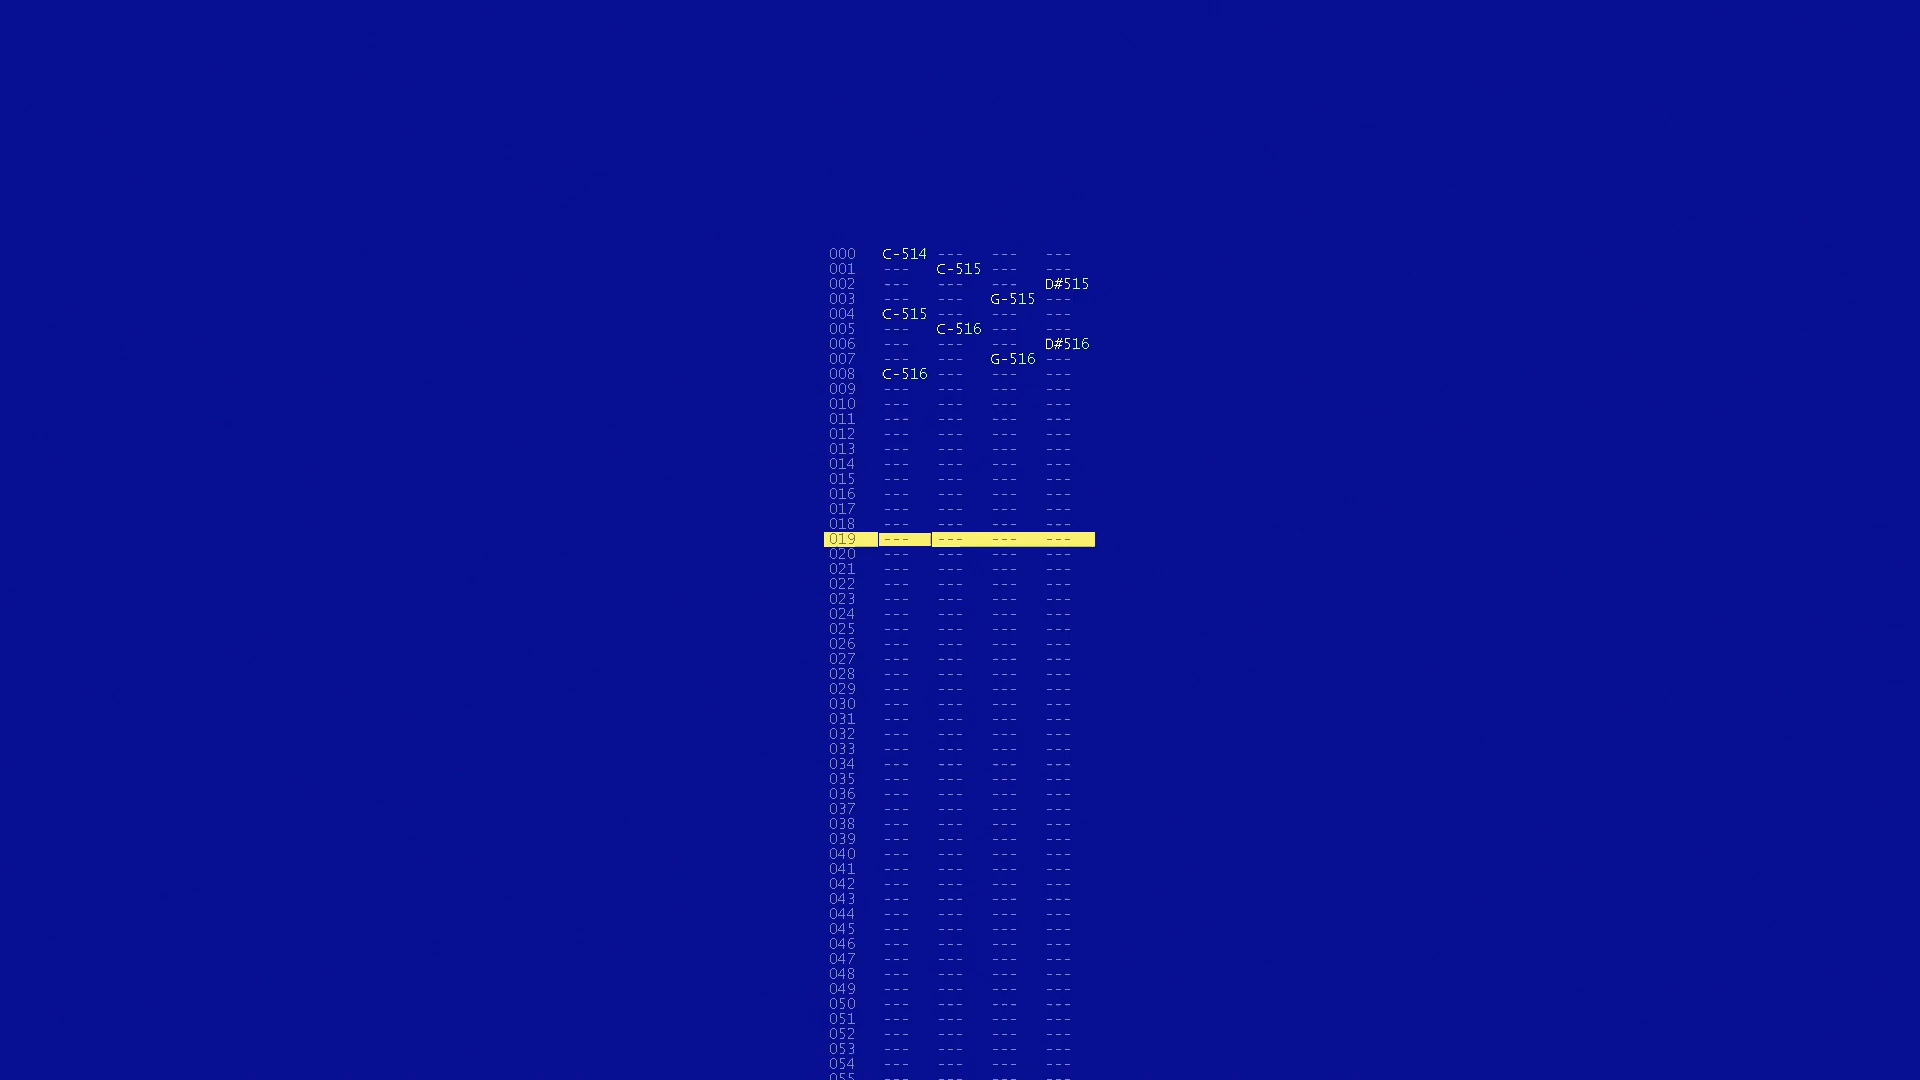 000 C-514 --- --- ---
001 --- C-515 --- ---
002 --- --- --- D#515
003 --- --- G-515 ---
004 C-515 --- --- ---
005 --- C-516 --- ---
006 --- --- --- D#516
007 --- --- G-516 ---
008 C-516 --- --- ---
009 --- --- --- ---
010 --- --- --- ---
011 --- --- --- ---
012 --- --- --- ---
013 --- --- --- ---
014 --- --- --- ---
015 --- --- --- ---
016 --- --- --- ---
017 --- --- --- ---
018 --- --- --- ---
019 --- --- --- ---
020 --- --- --- ---
021 --- --- --- ---
022 --- --- --- ---
023 --- --- --- ---
024 --- --- --- ---
025 --- --- --- ---
026 --- --- --- ---
027 --- --- --- ---
028 --- --- --- ---
029 --- --- --- ---
030 --- --- --- ---
031 --- --- --- ---
032 --- --- --- ---
033 --- --- --- ---
034 --- --- --- ---
035 --- --- --- ---
036 --- --- --- ---
037 --- --- --- ---
038 --- --- --- ---
039 --- --- --- ---
040 --- --- --- ---
041 --- --- --- ---
042 --- --- --- ---
043 --- --- --- ---
044 --- --- --- ---
045 --- --- --- ---
046 --- --- --- ---
047 --- --- --- ---
048 --- --- --- ---
049 --- --- --- ---
050 --- --- --- ---
051 --- --- --- ---
052 --- --- --- ---
053 --- --- --- ---
054 --- --- --- ---
055 --- --- --- ---